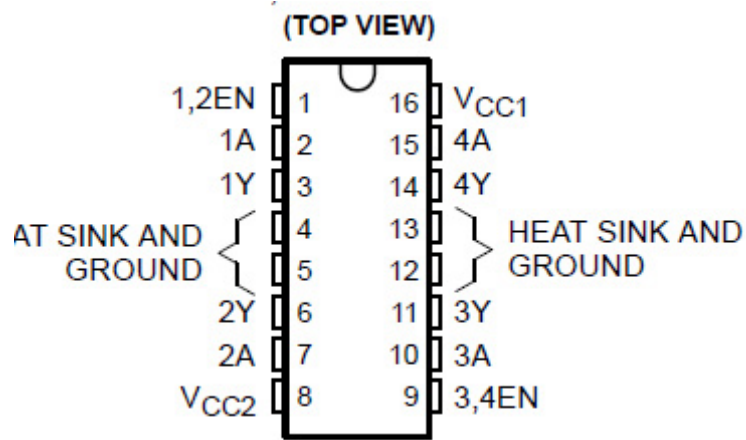 (TOP VIEW)
1,2EN 1 16 VCC1
1A 2 15 4A
1Y 3 14 4Y
4 13
AT SINK AND HEAT SINK AND
GROUND GROUND
5 12
2Y 6 11 3Y
2A 7 10 3A
VCC2 8 9 3,4EN